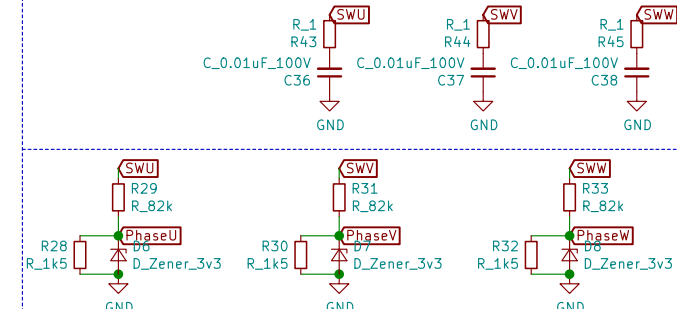 SWU SWV SWW
R_1 R_1 R_1
R43 R44 R45
C_0.01uF_100V C_0.01uF_100V C_0.01uF_100V
C36 C37 C38
GND GND GND
SWU SWV SWW
R29 R31 R33
R_82k R_82k R_82k
PhaseU PhaseV PhaseW
R28 D6 R30 D7 R32 D8
R_1k5 D_Zener_3v3 R_1k5 D_Zener_3v3 R_1k5 D_Zener_3v3
GND GND GND